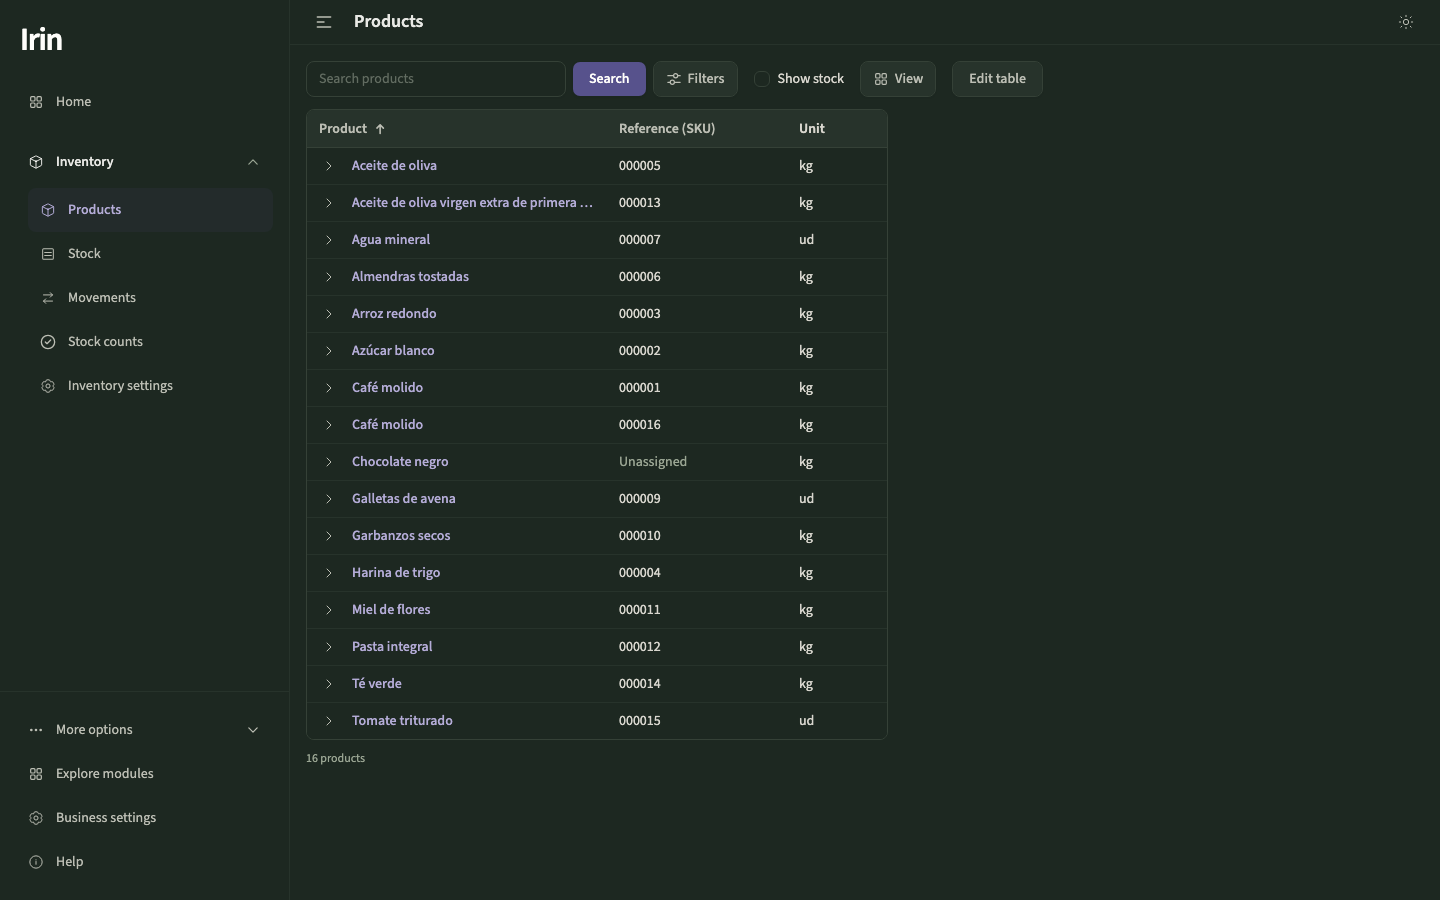 Irin
Products
Home
Inventory
Products
Stock
Movements
Stock counts
Inventory settings
More options
Explore modules
Business settings
Help
Search products Search Filters Show stock View Edit table
Product Reference (SKU) Unit
Aceite de oliva 000005 kg
Aceite de oliva virgen extra de primera ... 000013 kg
Agua mineral 000007 ud
Almendras tostadas 000006 kg
Arroz redondo 000003 kg
Azúcar blanco 000002 kg
Café molido 000001 kg
Café molido 000016 kg
Chocolate negro Unassigned kg
Galletas de avena 000009 ud
Garbanzos secos 000010 kg
Harina de trigo 000004 kg
Miel de flores 000011 kg
Pasta integral 000012 kg
Té verde 000014 kg
Tomate triturado 000015 ud
16 products